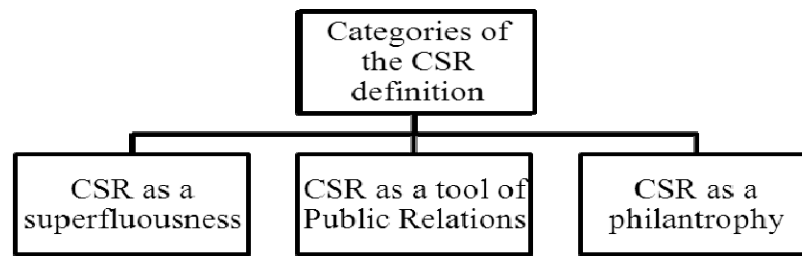 Categories of
the CSR
definition
CSR as a
superfluousness
CSR as a tool of
Public Relations
CSR as a
philantrophy